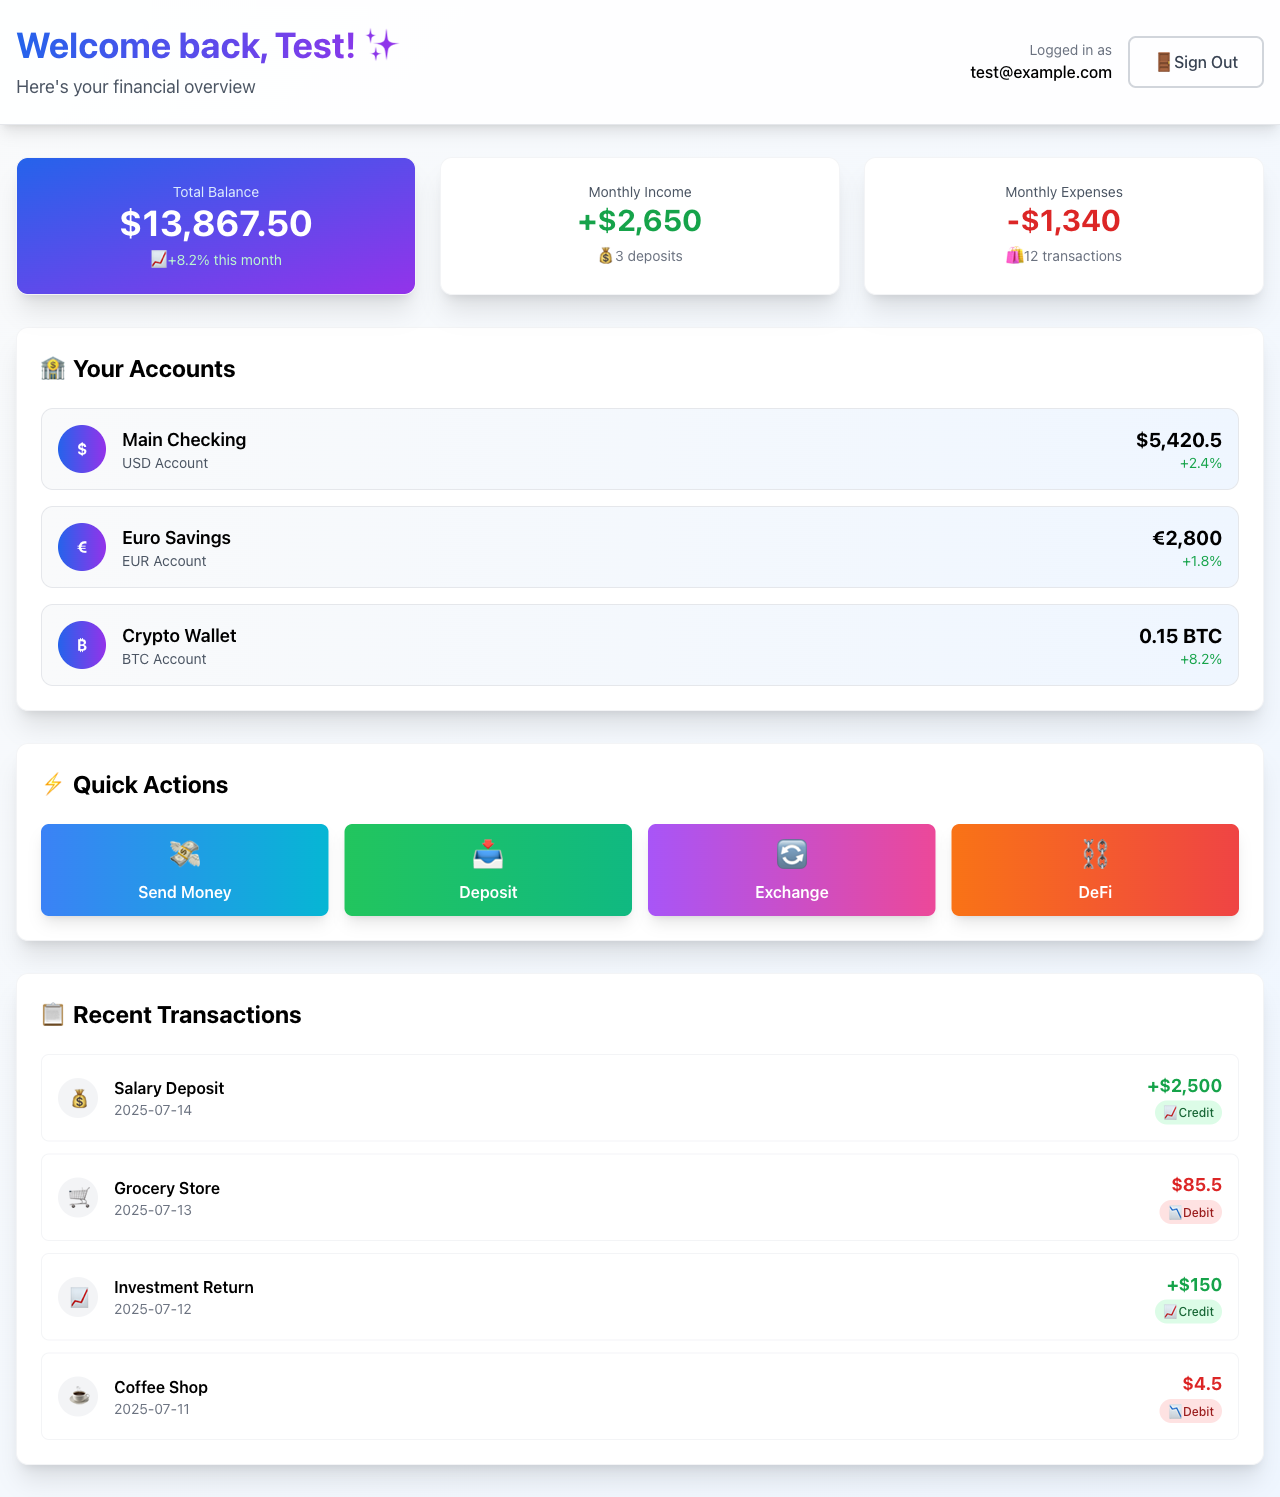 Welcome back, Test! ✨
Here's your financial overview
Logged in as
test@example.com
🚪Sign Out
Total Balance
$13,867.50
📈+8.2% this month
Monthly Income
+$2,650
💰3 deposits
Monthly Expenses
-$1,340
🛍️12 transactions
🏦 Your Accounts
$
Main Checking
USD Account
$5,420.5
+2.4%
€
Euro Savings
EUR Account
€2,800
+1.8%
₿
Crypto Wallet
BTC Account
0.15 BTC
+8.2%
⚡ Quick Actions
💸
Send Money
📥
Deposit
🔄
Exchange
⛓️
DeFi
📋 Recent Transactions
💰
Salary Deposit
2025-07-14
+$2,500
📈Credit
🛒
Grocery Store
2025-07-13
$85.5
📉Debit
📈
Investment Return
2025-07-12
+$150
📈Credit
☕
Coffee Shop
2025-07-11
$4.5
📉Debit